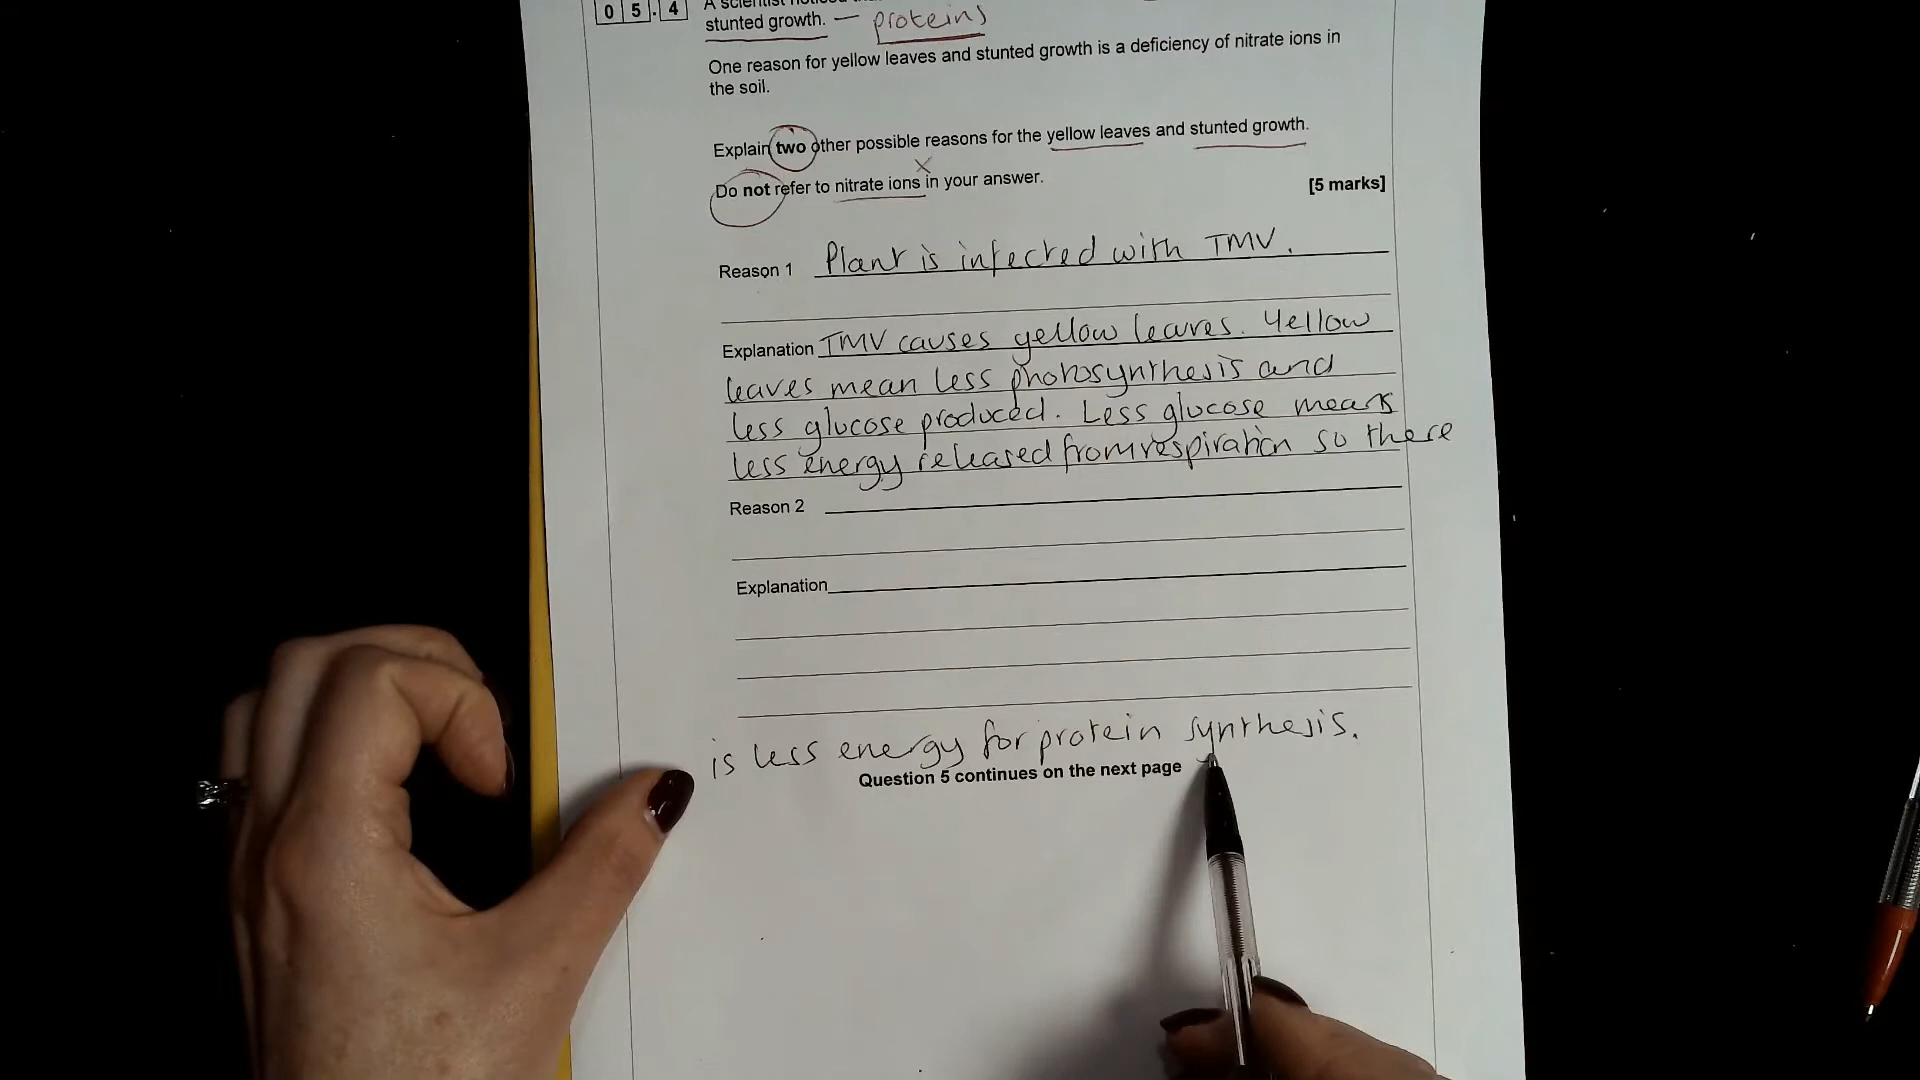 05.4
stunted growth. — proteins
One reason for yellow leaves and stunted growth is a deficiency of nitrate ions in
the soil.
Explain two other possible reasons for the yellow leaves and stunted growth.
Do not refer to nitrate ions in your answer.
[5 marks]
Reason 1 Plant is infected with TMV.
Explanation TMV causes yellow leaves. Yellow
leaves mean less photosynthesis and
less glucose produced. Less glucose means
less energy released from respiration so there
Reason 2
Explanation
is less energy for protein synthesis.
Question 5 continues on the next page